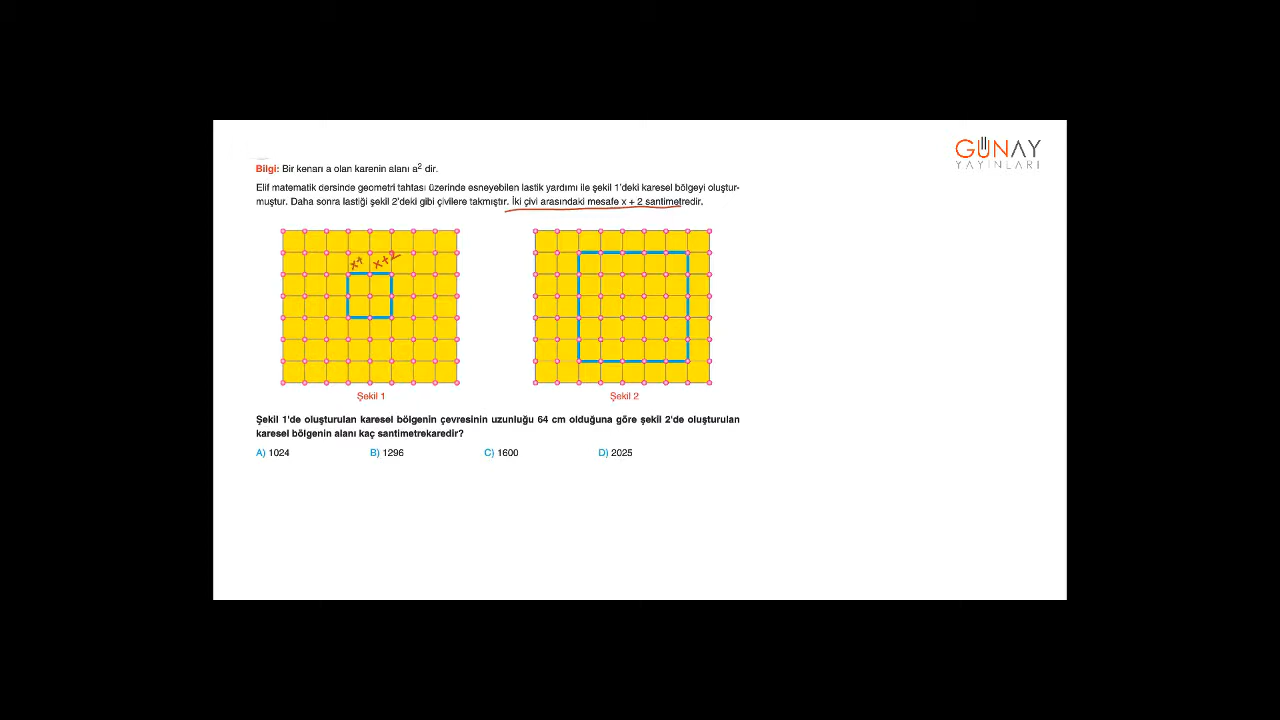 GÜNAY
YAYINLARI
Bilgi: Bir kenarı a olan karenin alanı a² dir.
Elif matematik dersinde geometri tahtası üzerinde esneyebilen lastik yardımı ile şekil 1'deki karesel bölgeyi oluştur-
muştur. Daha sonra lastiği şekil 2'deki gibi çivilere takmıştır. İki çivi arasındaki mesafe x + 2 santimetredir.
x+ x+2
Şekil 1
Şekil 2
Şekil 1'de oluşturulan karesel bölgenin çevresinin uzunluğu 64 cm olduğuna göre şekil 2'de oluşturulan
karesel bölgenin alanı kaç santimetrekaredir?
A) 1024 B) 1296 C) 1600 D) 2025